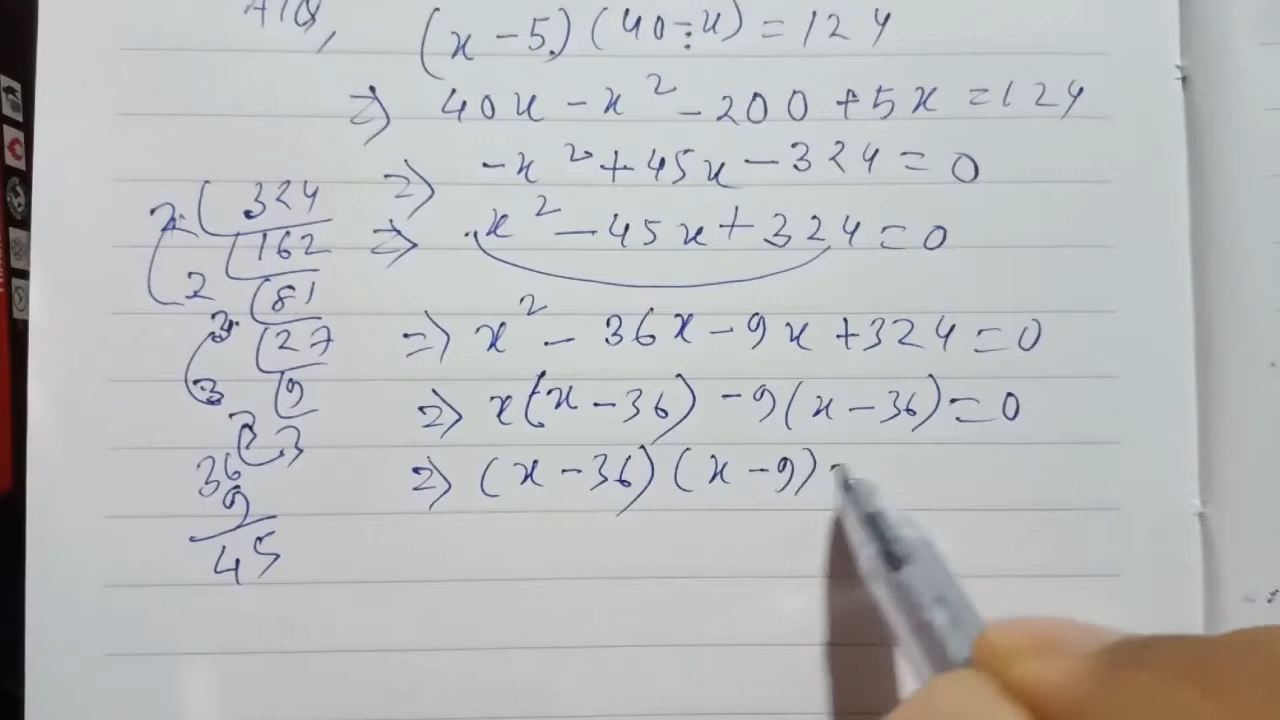 ATQ,
(x - 5) (40 - x) = 124
=> 40x - x² - 200 + 5x = 124
=> -x² + 45x - 324 = 0
=> x² - 45x + 324 = 0
=> x² - 36x - 9x + 324 = 0
=> x(x - 36) - 9(x - 36) = 0
=> (x - 36) (x - 9) =
2 324
162
2 81
3 27
3 9
3 3
36
9
45